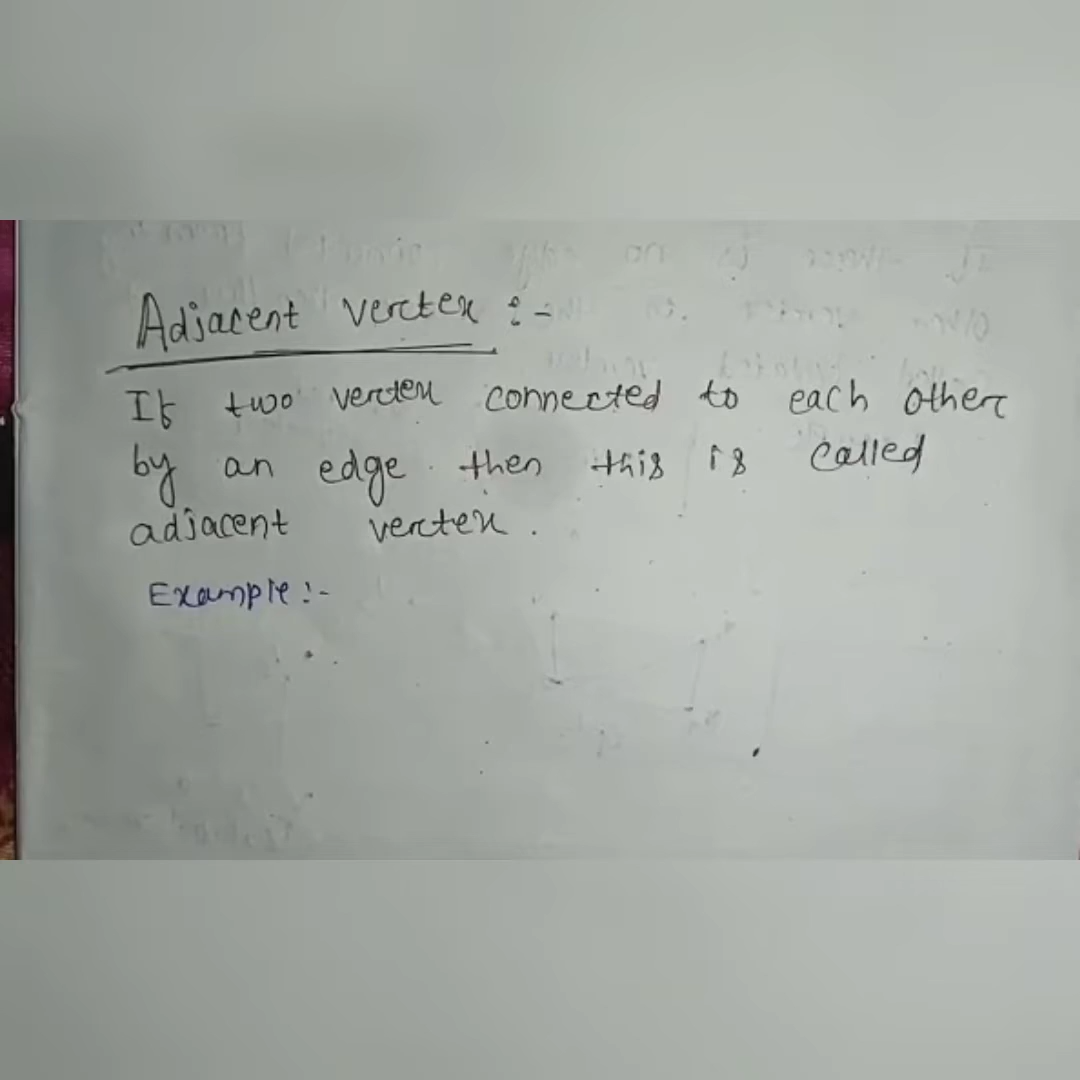 Adjacent vertex :-
If two vertex connected to each other
by an edge then this is called
adjacent vertex .
Example :-